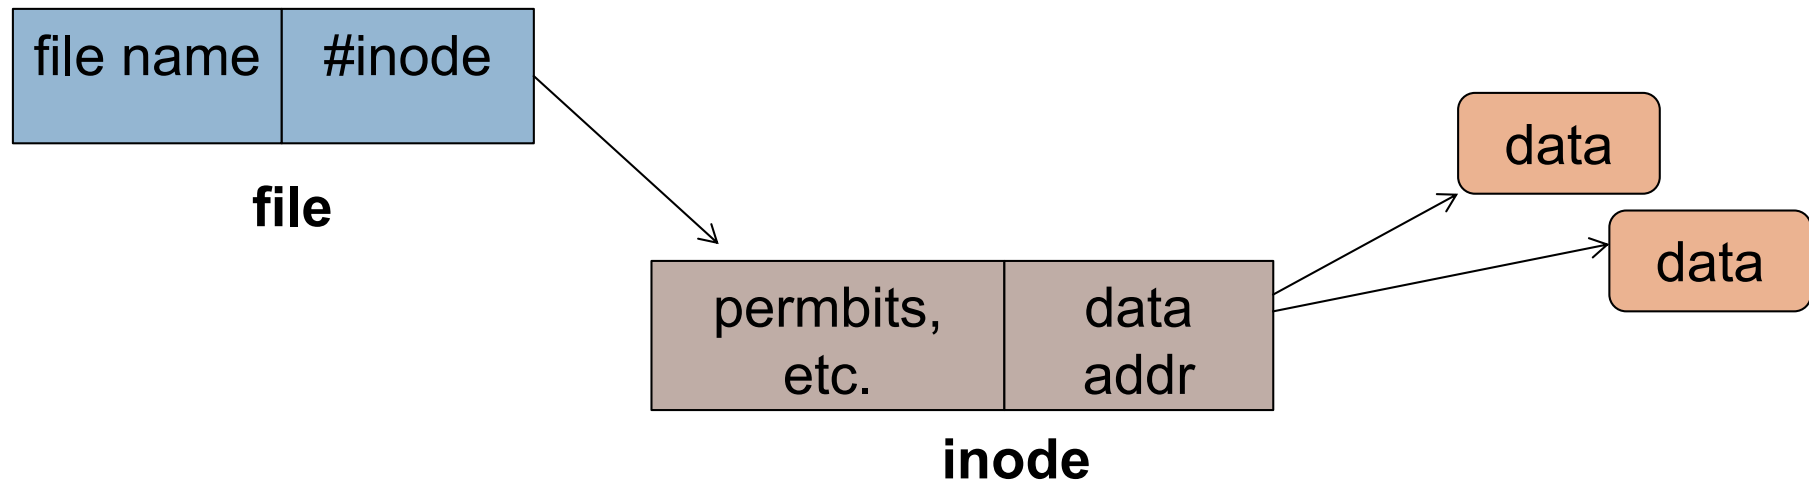 file name
#inode
file
data
data
permbits,
etc.
data
addr
inode